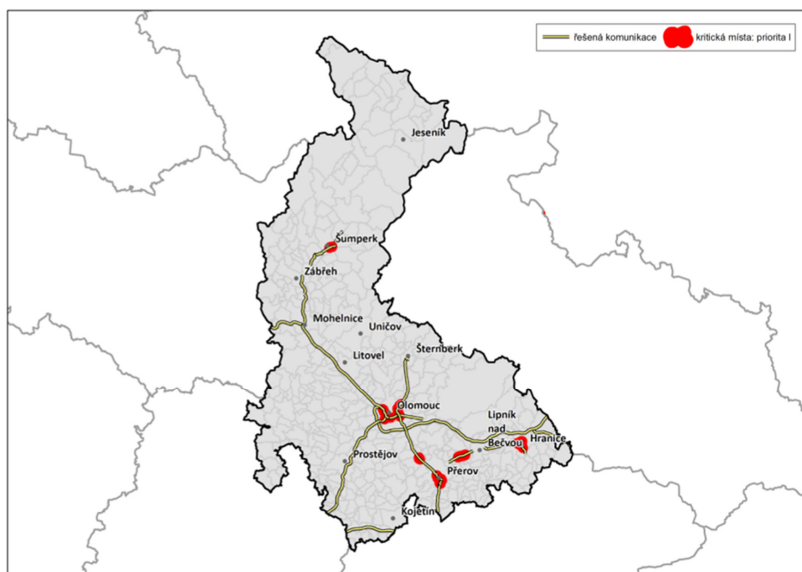 řešená komunikace
kritická místa: priorita I
Jeseník
Šumperk
Zábřeh
Mohelnice
Uničov
Šternberk
Litovel
Olomouc
Lipník
nad
Bečvou
Hranice
Prostějov
Přerov
Kojetín